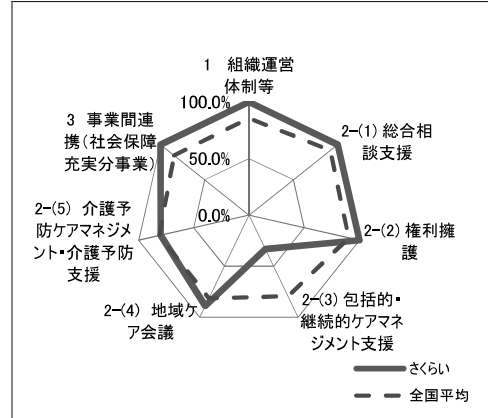 1　組織運営
体制等
100.0%
50.0%
0.0%
2-(1) 総合相
談支援
2-(2) 権利擁
護
2-(3) 包括的・
継続的ケアマネ
ジメント支援
2-(4) 地域ケ
ア会議
2-(5) 介護予
防ケアマネジメ
ント・介護予防
支援
3 事業間連
携(社会保障
充実分事業)
さくらい
全国平均